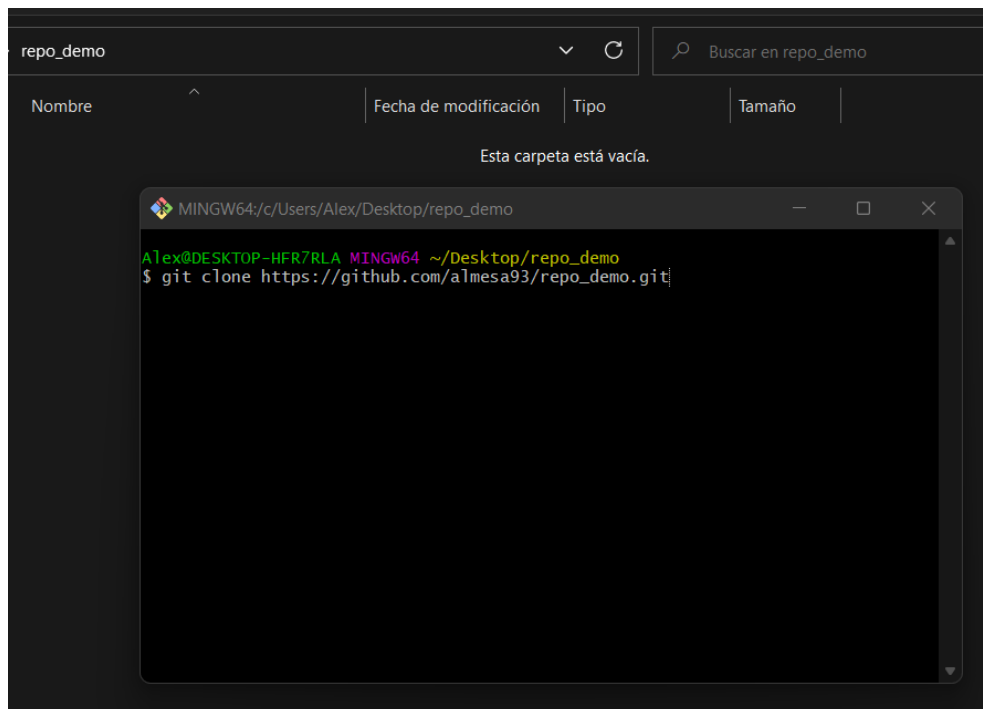 repo_demo
Buscar en repo_demo
Nombre Fecha de modificación Tipo Tamaño
Esta carpeta está vacía.
MINGW64:/c/Users/Alex/Desktop/repo_demo
Alex@DESKTOP-HFR7RLA MINGW64 ~/Desktop/repo_demo
$ git clone https://github.com/almesa93/repo_demo.git